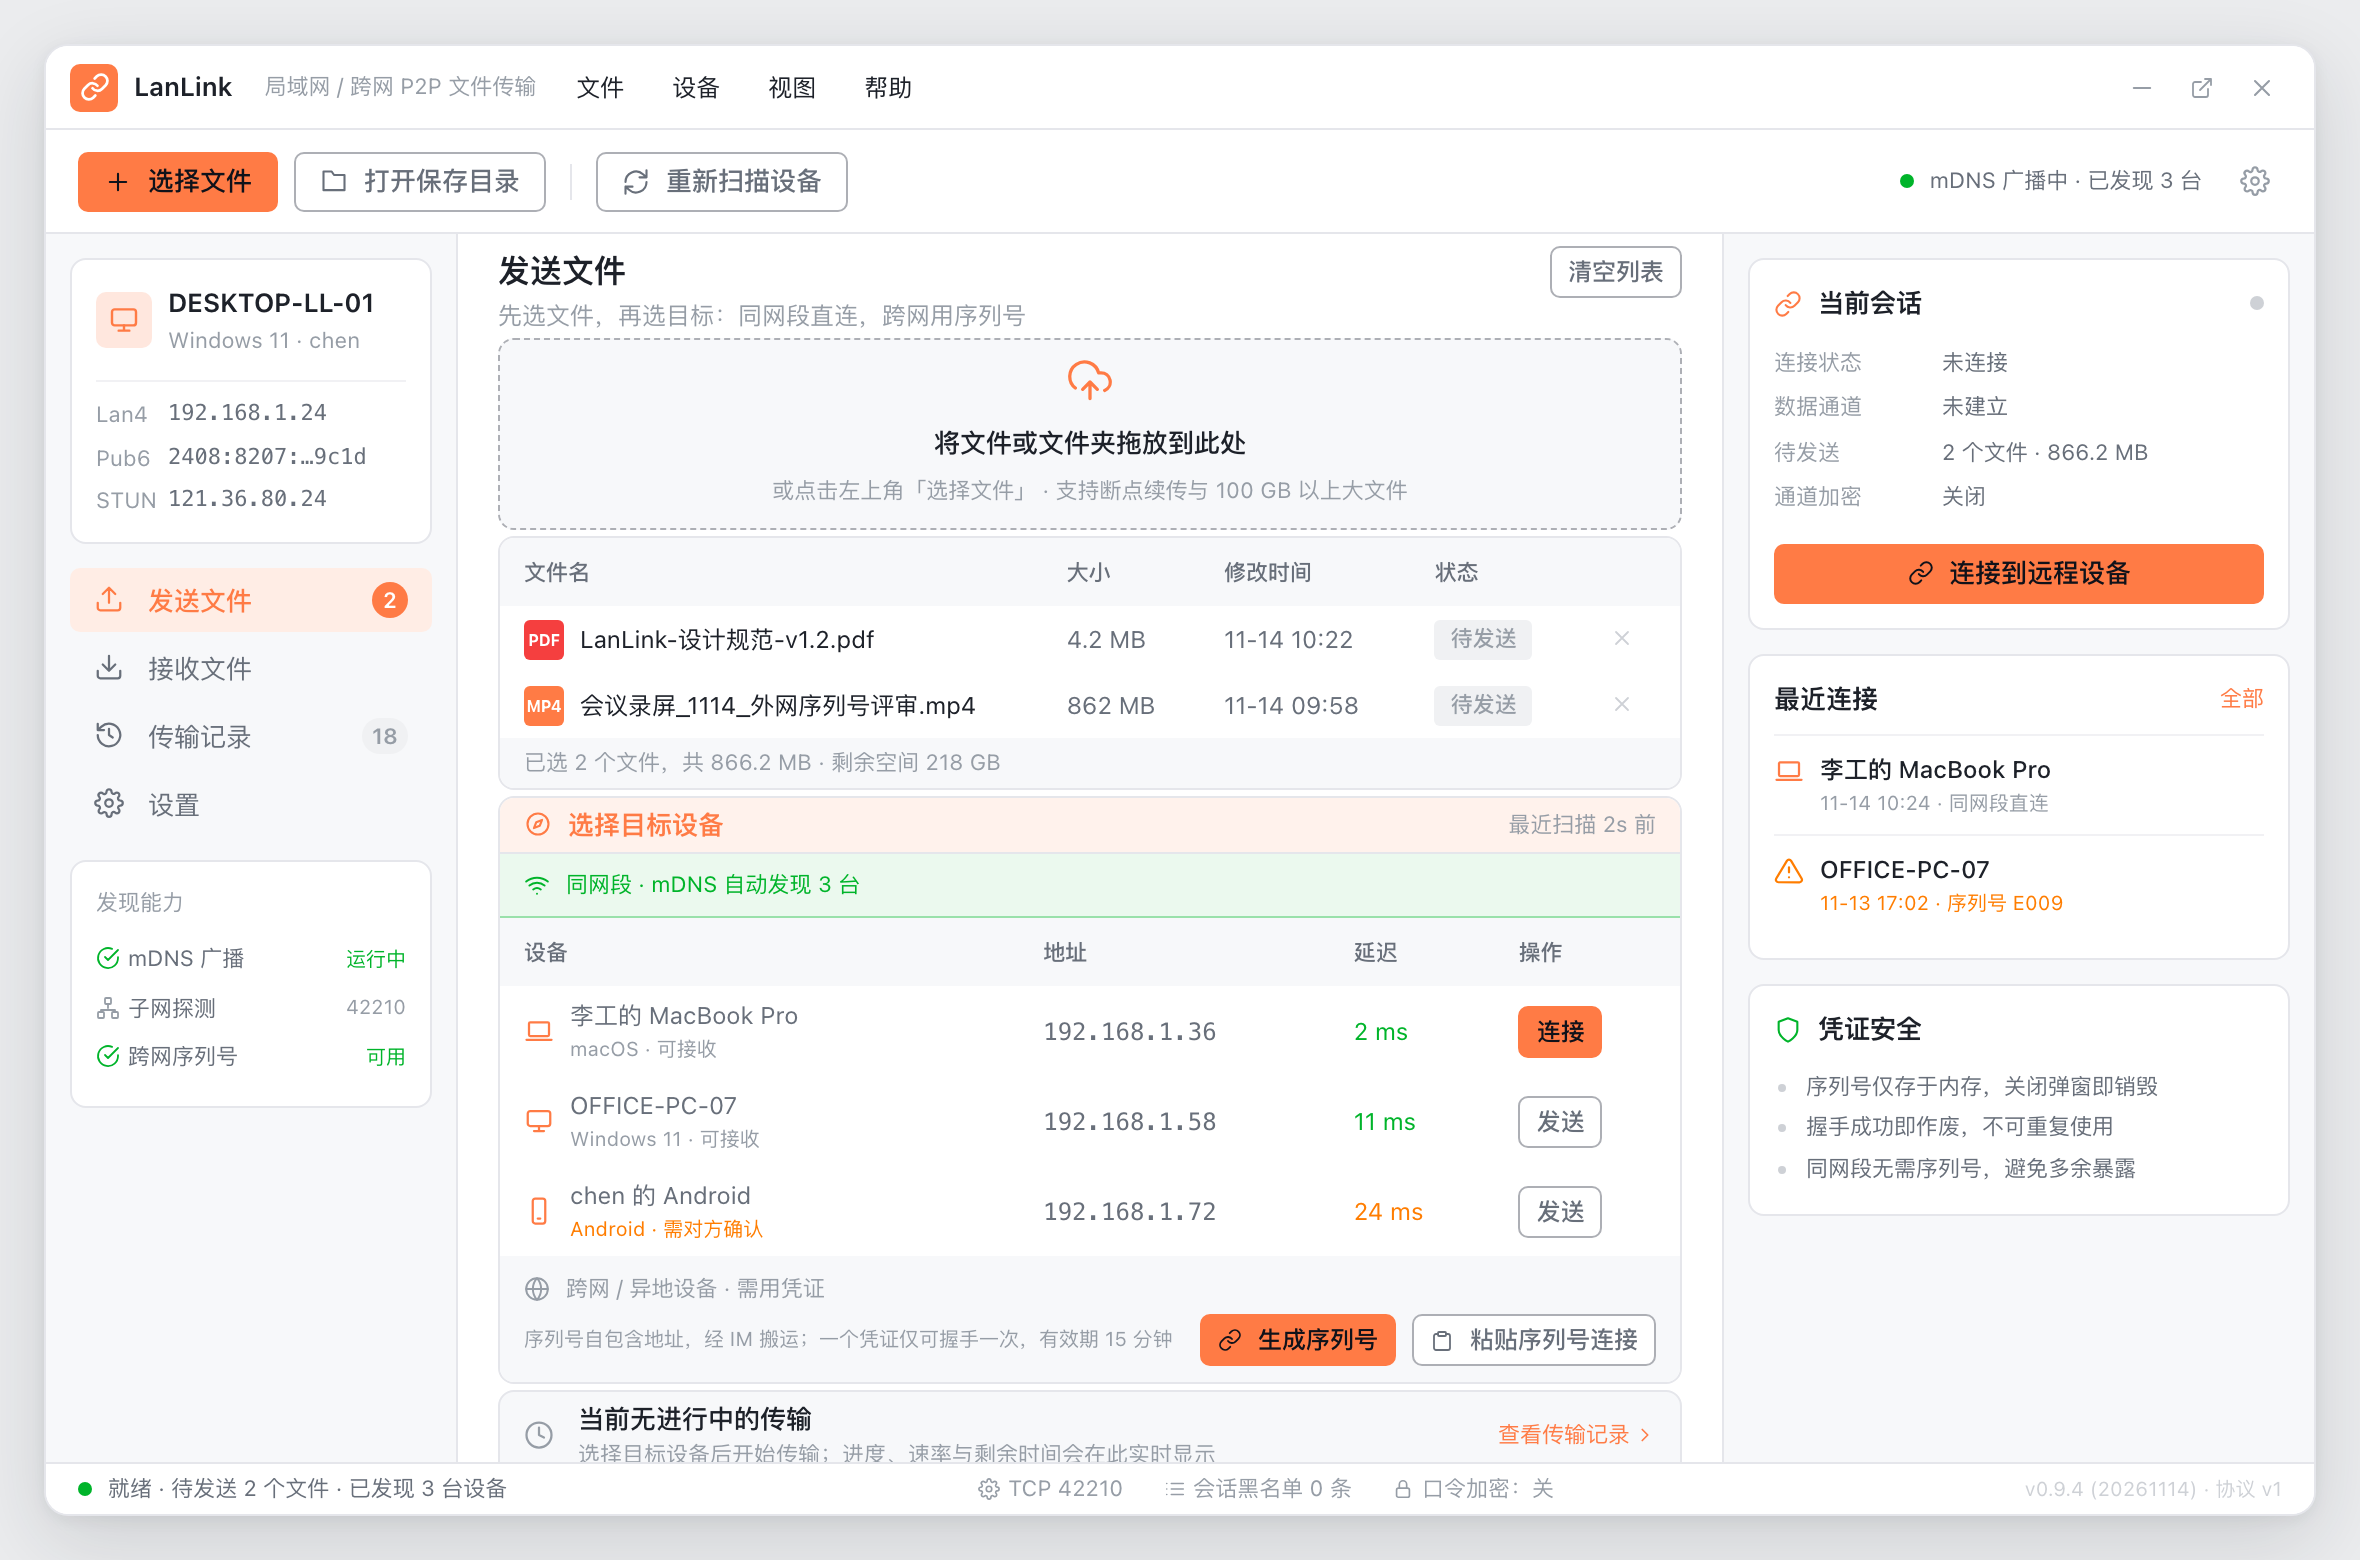 LanLink 局域网 / 跨网 P2P 文件传输 文件 设备 视图 帮助
选择文件 打开保存目录 重新扫描设备 mDNS 广播中 · 已发现 3 台
DESKTOP-LL-01
Windows 11 · chen
Lan4 192.168.1.24
Pub6 2408:8207:…9c1d
STUN 121.36.80.24
发送文件 2
接收文件
传输记录 18
设置
发现能力
mDNS 广播 运行中
子网探测 42210
跨网序列号 可用
发送文件 清空列表
先选文件，再选目标：同网段直连，跨网用序列号
将文件或文件夹拖放到此处
或点击左上角「选择文件」 · 支持断点续传与 100 GB 以上大文件
文件名 大小 修改时间 状态
PDF LanLink-设计规范-v1.2.pdf 4.2 MB 11-14 10:22 待发送
MP4 会议录屏_1114_外网序列号评审.mp4 862 MB 11-14 09:58 待发送
已选 2 个文件，共 866.2 MB · 剩余空间 218 GB
选择目标设备 最近扫描 2s 前
同网段 · mDNS 自动发现 3 台
设备 地址 延迟 操作
李工的 MacBook Pro 192.168.1.36 2 ms 连接
macOS · 可接收
OFFICE-PC-07 192.168.1.58 11 ms 发送
Windows 11 · 可接收
chen 的 Android 192.168.1.72 24 ms 发送
Android · 需对方确认
跨网 / 异地设备 · 需用凭证
序列号自包含地址，经 IM 搬运；一个凭证仅可握手一次，有效期 15 分钟 生成序列号 粘贴序列号连接
当前无进行中的传输 查看传输记录
选择目标设备后开始传输；进度、速率与剩余时间会在此实时显示
当前会话
连接状态 未连接
数据通道 未建立
待发送 2 个文件 · 866.2 MB
通道加密 关闭
连接到远程设备
最近连接 全部
李工的 MacBook Pro
11-14 10:24 · 同网段直连
OFFICE-PC-07
11-13 17:02 · 序列号 E009
凭证安全
序列号仅存于内存，关闭弹窗即销毁
握手成功即作废，不可重复使用
同网段无需序列号，避免多余暴露
就绪 · 待发送 2 个文件 · 已发现 3 台设备 TCP 42210 会话黑名单 0 条 口令加密：关 v0.9.4 (20261114) · 协议 v1